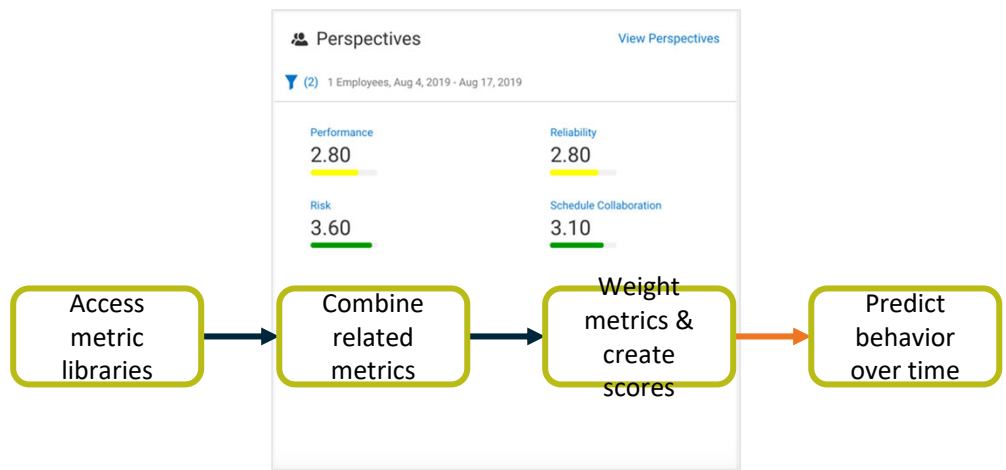 Perspectives
View Perspectives
(2) 1 Employees, Aug 4, 2019 - Aug 17, 2019
Performance
2.80
Reliability
2.80
Risk
3.60
Schedule Collaboration
3.10
Access
metric
libraries
Combine
related
metrics
Weight
metrics &
create
scores
Predict
behavior
over time